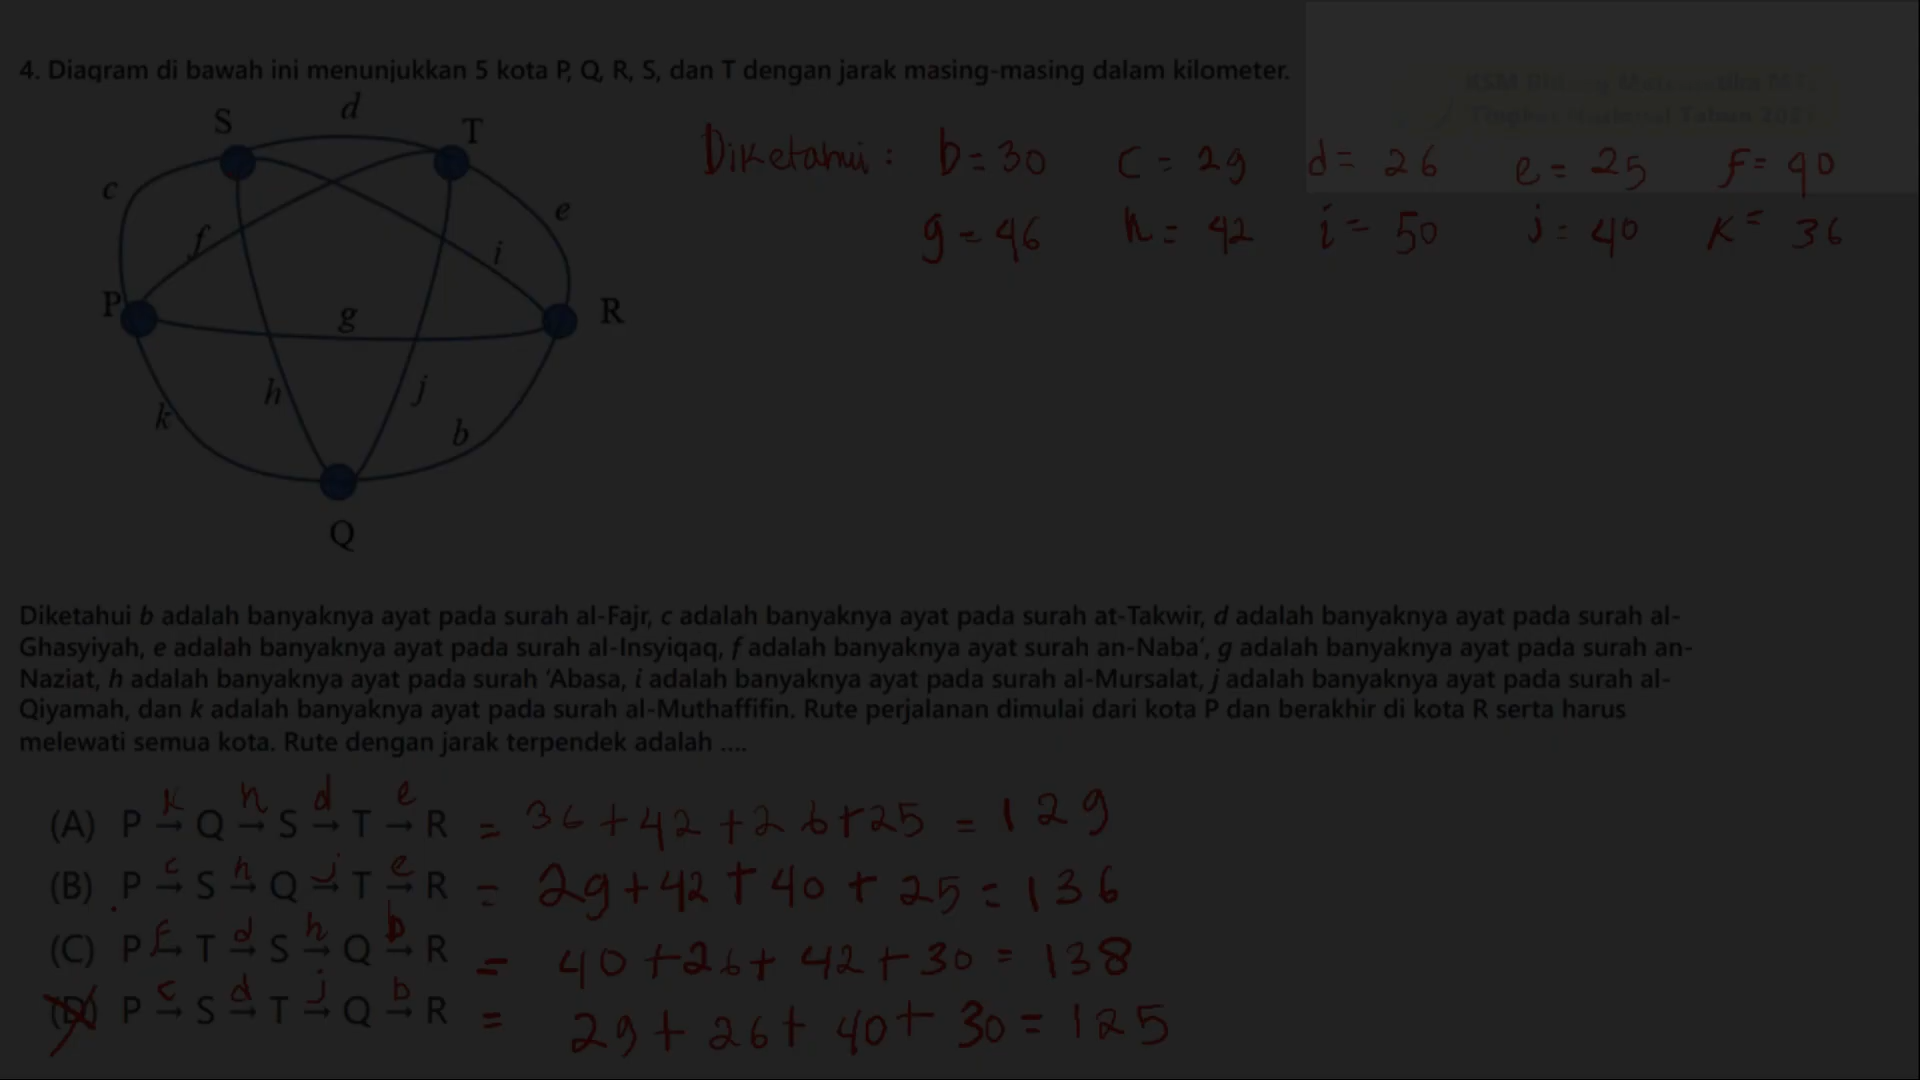 4. Diagram di bawah ini menunjukkan 5 kota P, Q, R, S, dan T dengan jarak masing-masing dalam kilometer.
d
S
T
c
e
f
i
P
g
R
h
j
k
b
Q
Diketahui : b = 30 c = 29 d = 26 e = 25 f = 40
g = 46 h = 42 i = 50 j = 40 k = 36
Diketahui b adalah banyaknya ayat pada surah al-Fajr, c adalah banyaknya ayat pada surah at-Takwir, d adalah banyaknya ayat pada surah al-
Ghasyiyah, e adalah banyaknya ayat pada surah al-Insyiqaq, f adalah banyaknya ayat surah an-Naba’, g adalah banyaknya ayat pada surah an-
Naziat, h adalah banyaknya ayat pada surah ‘Abasa, i adalah banyaknya ayat pada surah al-Mursalat, j adalah banyaknya ayat pada surah al-
Qiyamah, dan k adalah banyaknya ayat pada surah al-Muthaffifin. Rute perjalanan dimulai dari kota P dan berakhir di kota R serta harus
melewati semua kota. Rute dengan jarak terpendek adalah ....
k h d e
(A) P → Q → S → T → R = 36 + 42 + 26 + 25 = 129
c h j e
(B) P → S → Q → T → R = 29 + 42 + 40 + 25 = 136
f d h b
(C) P → T → S → Q → R = 40 + 26 + 42 + 30 = 138
c d j b
(D) P → S → T → Q → R = 29 + 26 + 40 + 30 = 125